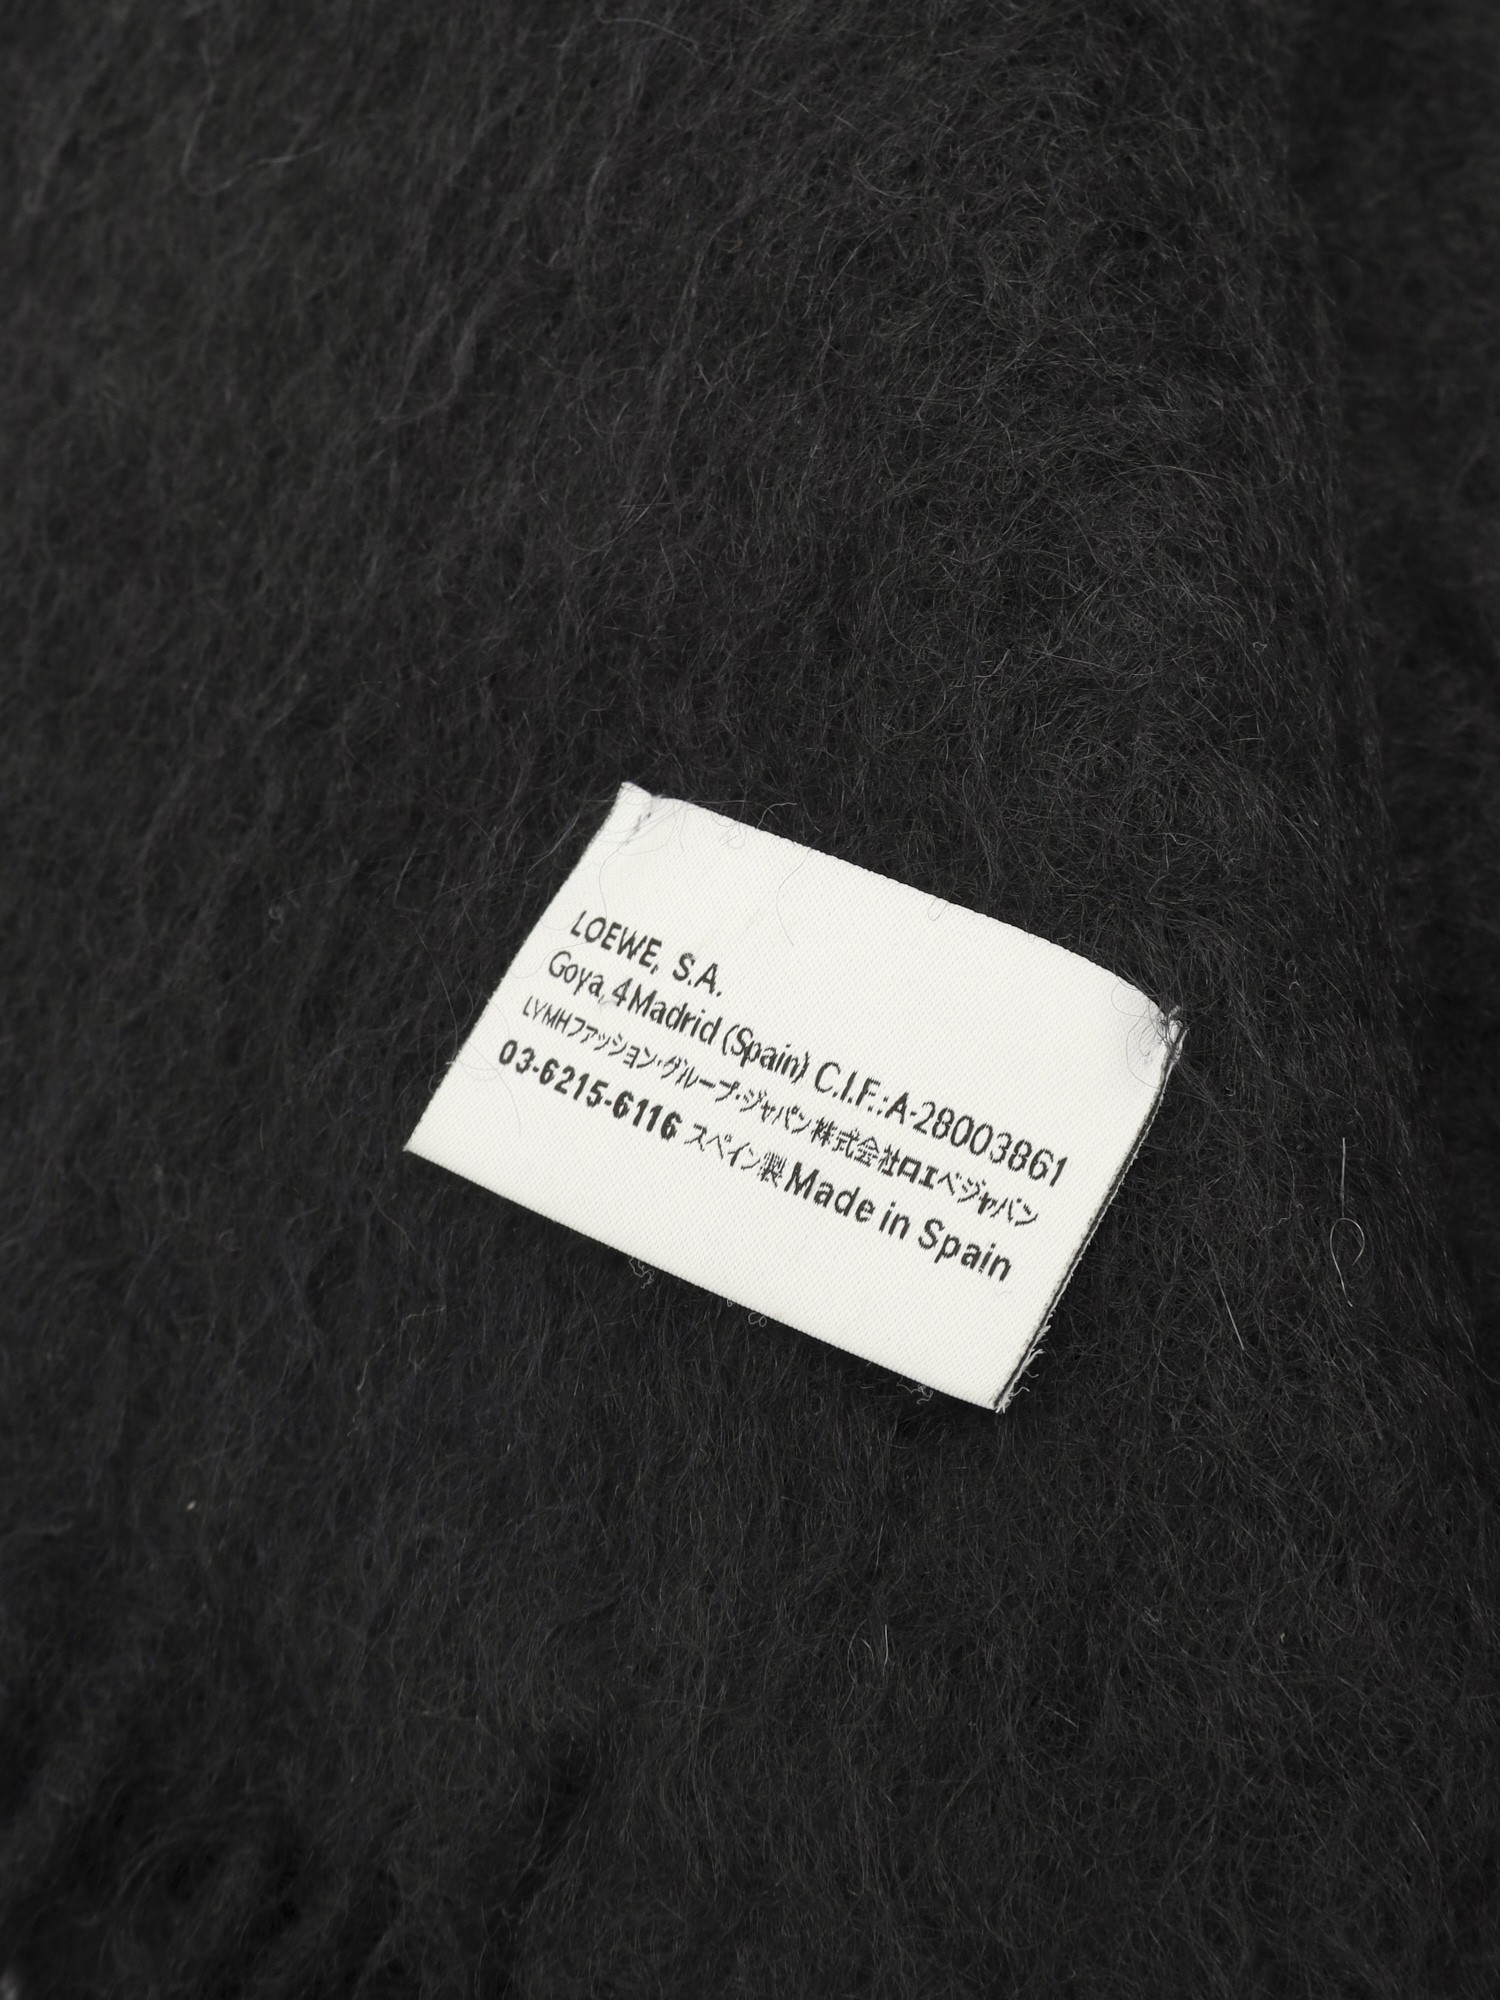 LOEWE, S.A.
Goya, 4 Madrid (Spain) C.I.F.: A-28003861
LVMHファッション・グループ・ジャパン株式会社ロエベジャパン
03-6215-6116 スペイン製 Made in Spain